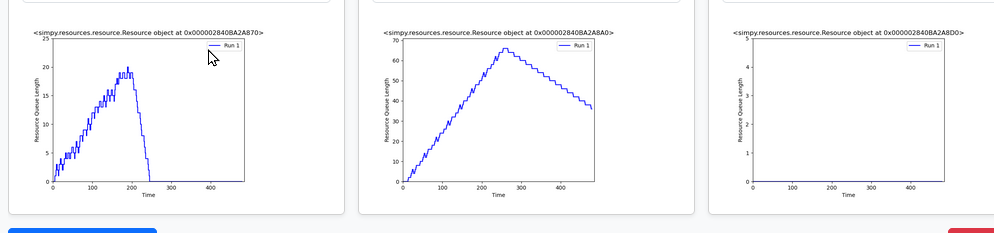 <simpy.resources.resource.Resource object at 0x000002840BA2A870>
Run 1
Resource Queue Length
25
20
15
10
5
0
0 100 200 300 400
Time
<simpy.resources.resource.Resource object at 0x000002840BA2A8A0>
Run 1
Resource Queue Length
70
60
50
40
30
20
10
0
0 100 200 300 400
Time
<simpy.resources.resource.Resource object at 0x000002840BA2A8D0>
Run 1
Resource Queue Length
5
4
3
2
1
0
0 100 200 300 400
Time